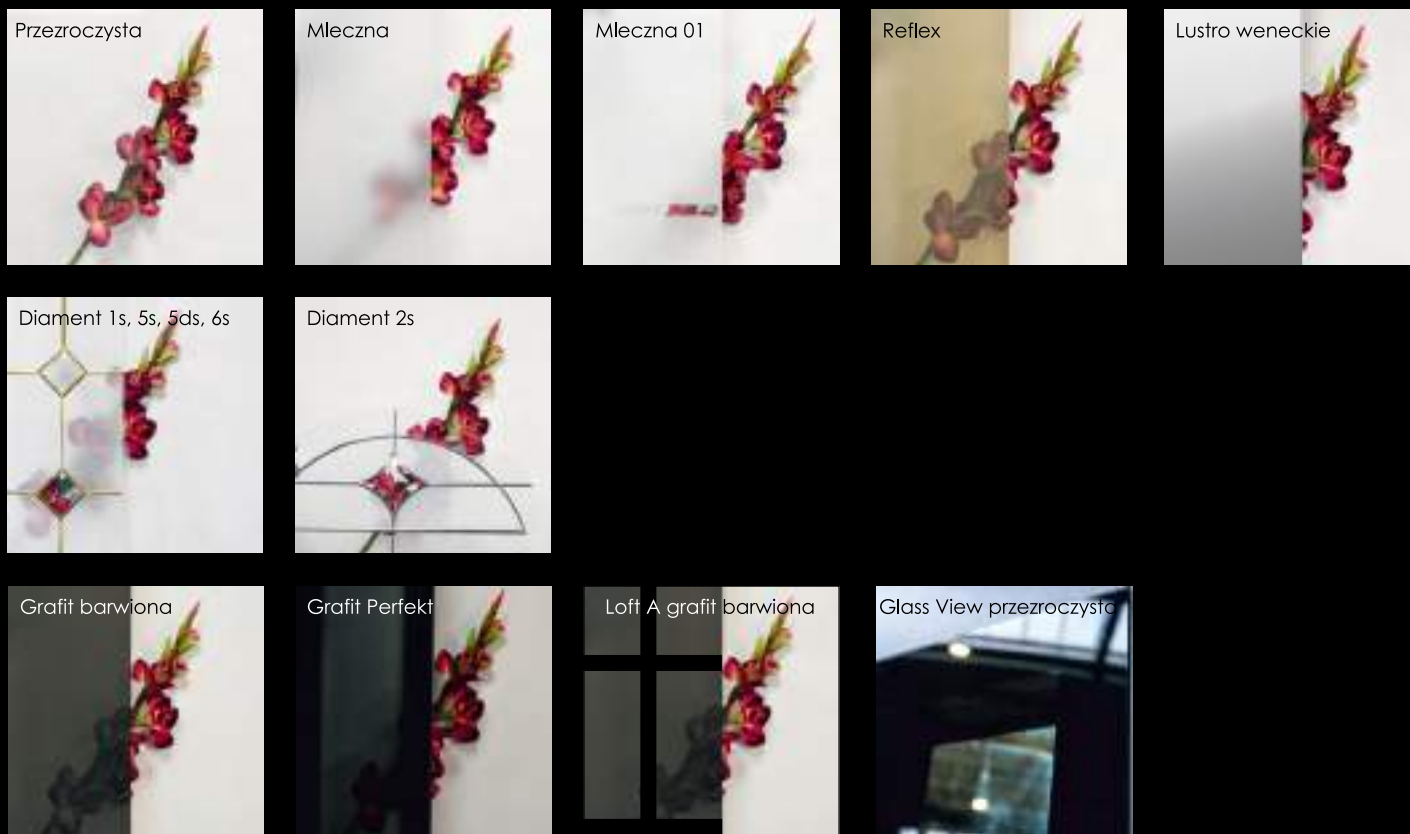 Przezroczysta
Mleczna
Mleczna 01
Reflex
Lustro weneckie
Diament 1s, 5s, 5ds, 6s
Diament 2s
Grafit barwiona
Grafit Perfekt
Loft A grafit barwiona
Glass View przezroczysta